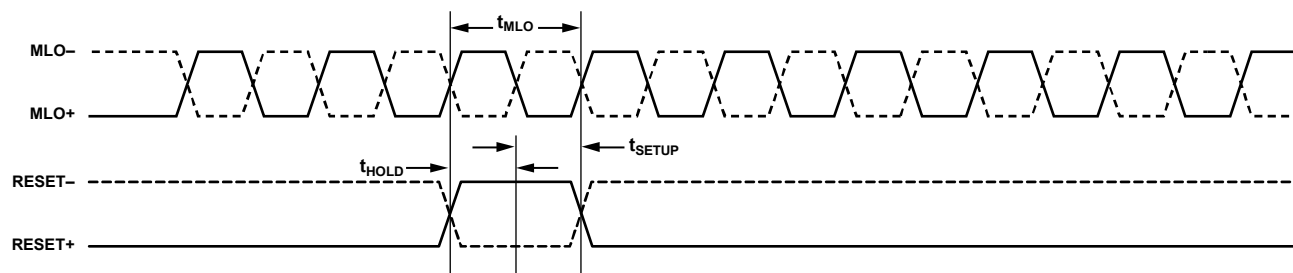 tMLO
MLO–
MLO+
tSETUP
tHOLD
RESET–
RESET+